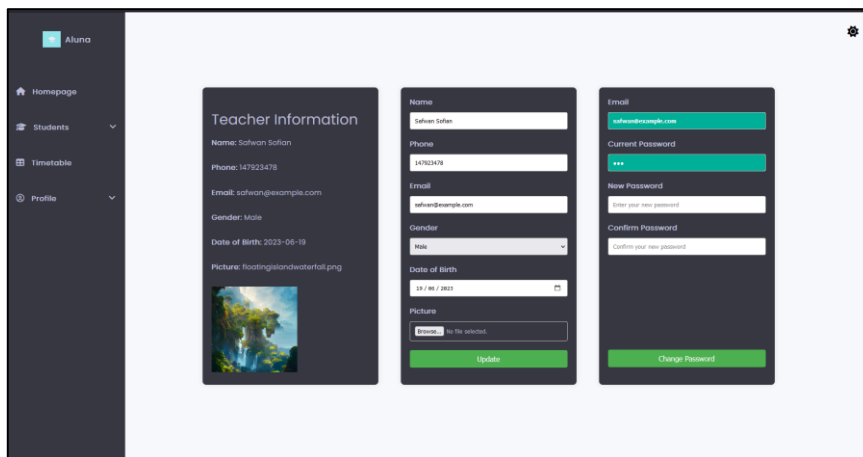 Aluna
Homepage
Students
Timetable
Profile
Teacher Information
Name: Safwan Sofian
Phone: 147923478
Email: safwan@example.com
Gender: Male
Date of Birth: 2023-06-19
Picture: floatingislandwaterfall.png
Name
Safwan Sofian
Phone
147923478
Email
safwan@example.com
Gender
Male
Date of Birth
19 / 06 / 2023
Picture
Browse... No file selected.
Update
Email
safwan@example.com
Current Password
•••
New Password
Enter your new password
Confirm Password
Confirm your new password
Change Password